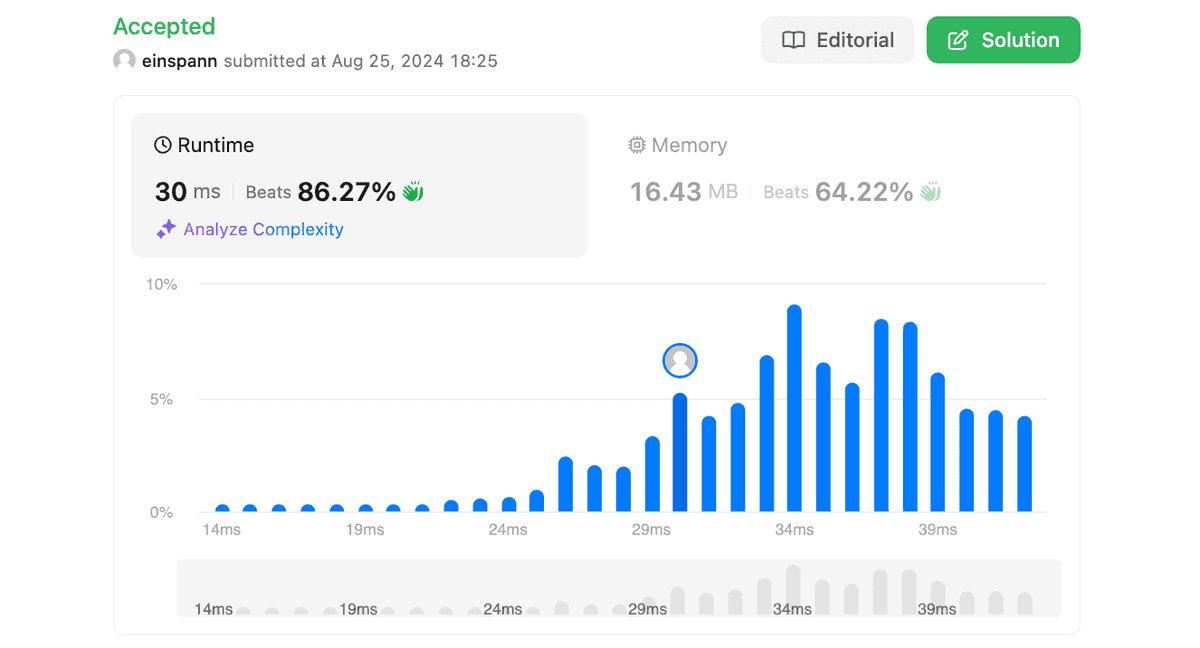 Accepted
einspann submitted at Aug 25, 2024 18:25
Editorial
Solution
Runtime
30 ms Beats 86.27%
Analyze Complexity
Memory
16.43 MB Beats 64.22%
10%
5%
0%
14ms 19ms 24ms 29ms 34ms 39ms
14ms 19ms 24ms 29ms 34ms 39ms